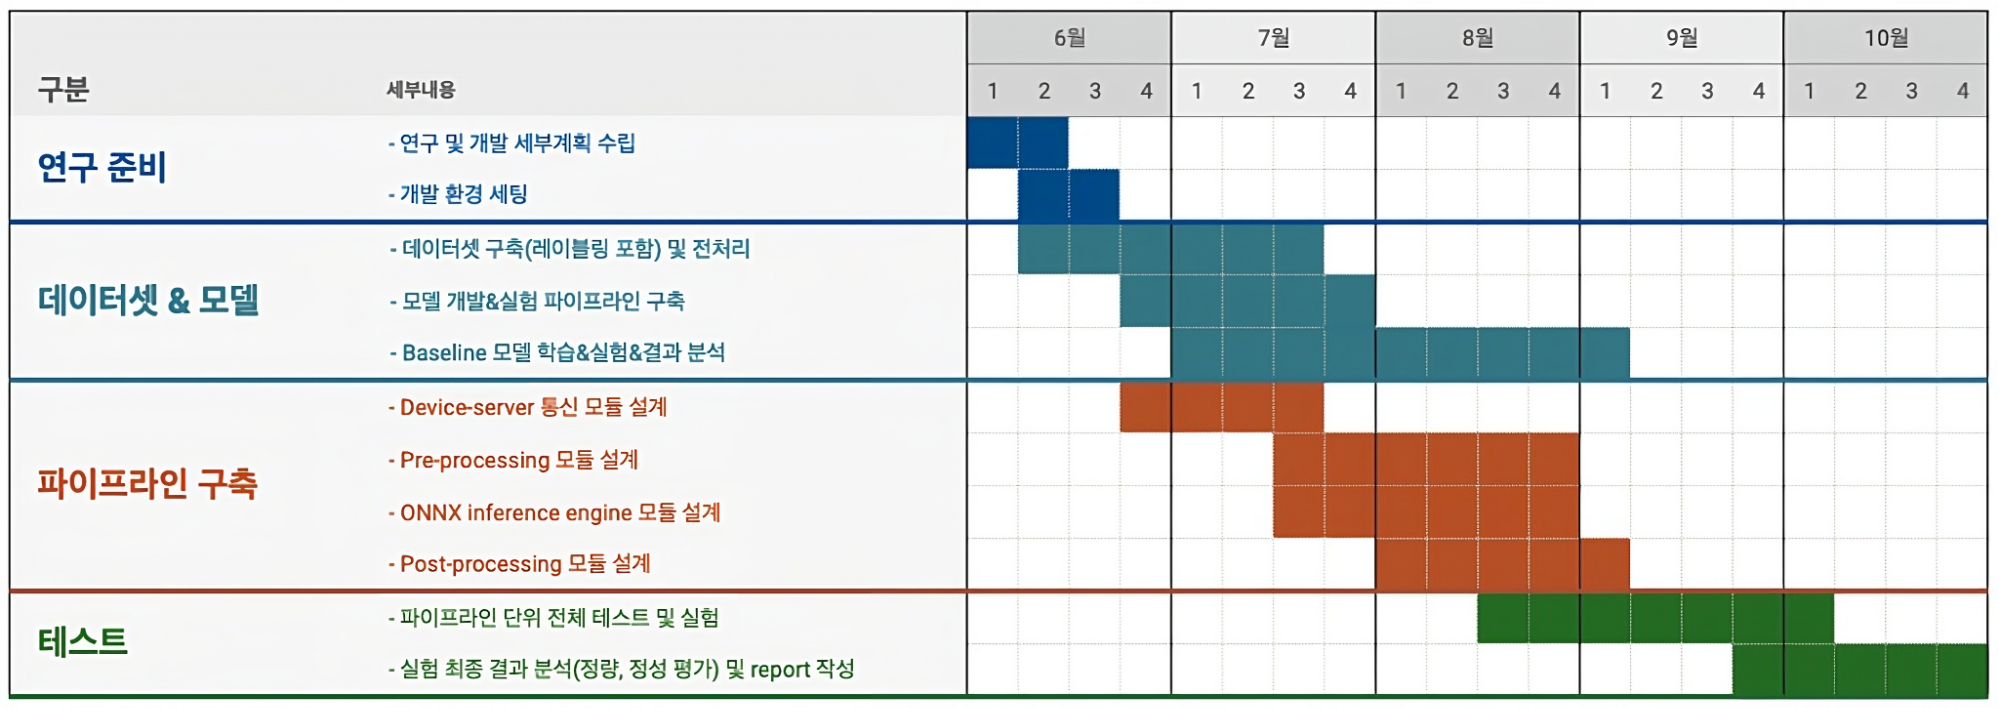 6월 7월 8월 9월 10월
구분 세부내용 1 2 3 4 1 2 3 4 1 2 3 4 1 2 3 4 1 2 3 4
연구 준비
- 연구 및 개발 세부계획 수립
- 개발 환경 세팅
데이터셋 & 모델
- 데이터셋 구축(레이블링 포함) 및 전처리
- 모델 개발&실험 파이프라인 구축
- Baseline 모델 학습&실험&결과 분석
파이프라인 구축
- Device-server 통신 모듈 설계
- Pre-processing 모듈 설계
- ONNX inference engine 모듈 설계
- Post-processing 모듈 설계
테스트
- 파이프라인 단위 전체 테스트 및 실험
- 실험 최종 결과 분석(정량, 정성 평가) 및 report 작성